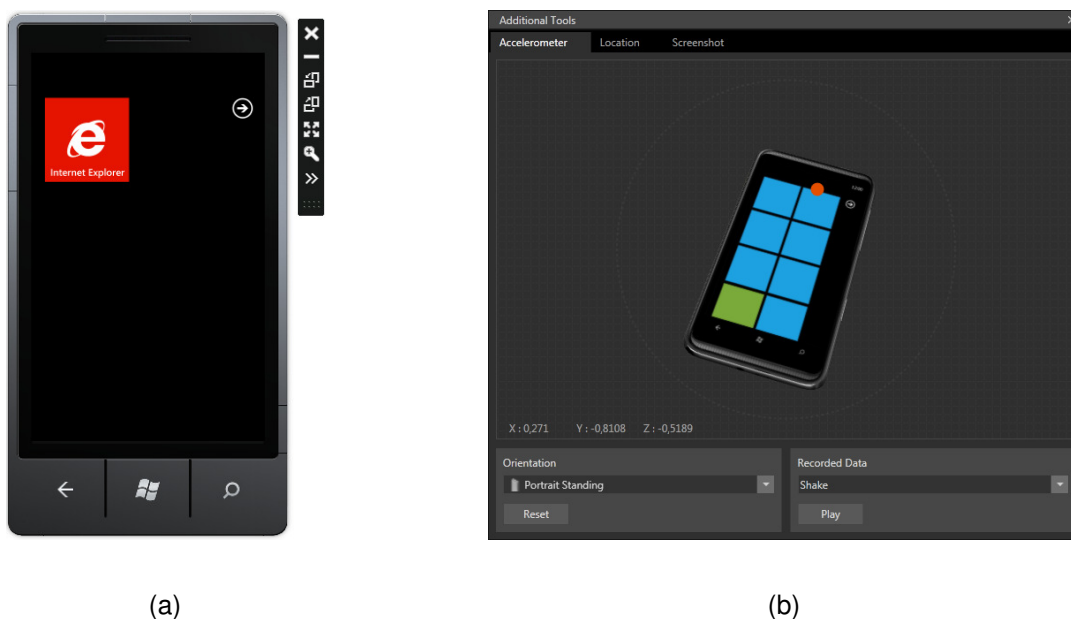 Internet Explorer
Additional Tools
Accelerometer Location Screenshot
X : 0,271 Y : -0,8108 Z : -0,5189
Orientation
Portrait Standing
Reset
Recorded Data
Shake
Play
(a)
(b)